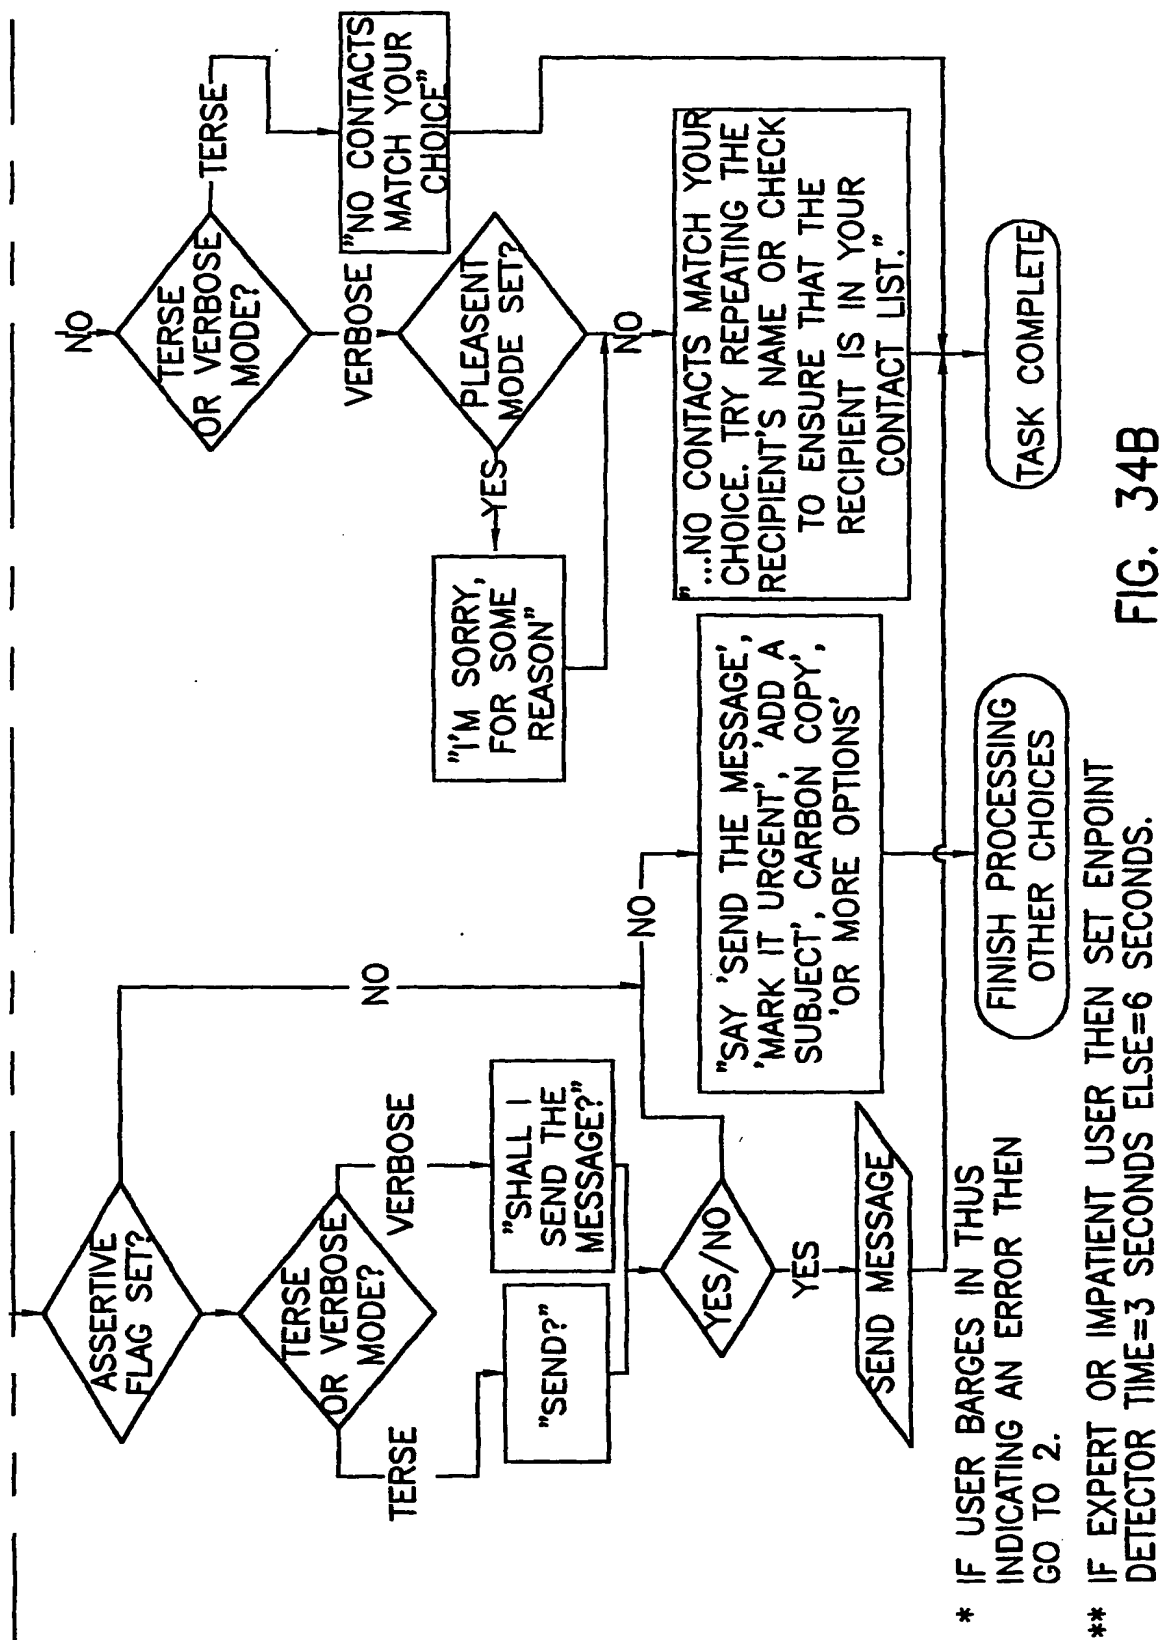 ASSERTIVE
FLAG SET?
NO
TERSE
OR VERBOSE
MODE?
TERSE
VERBOSE
"SEND?"
"SHALL I
SEND THE
MESSAGE?"
YES/NO
NO
YES
SEND MESSAGE
"SAY 'SEND THE MESSAGE',
'MARK IT URGENT', 'ADD A
SUBJECT', CARBON COPY',
'OR MORE OPTIONS'
FINISH PROCESSING
OTHER CHOICES
NO
TERSE
OR VERBOSE
MODE?
TERSE
"NO CONTACTS
MATCH YOUR
CHOICE"
VERBOSE
PLEASENT
MODE SET?
YES
"I'M SORRY,
FOR SOME
REASON"
NO
"...NO CONTACTS MATCH YOUR
CHOICE. TRY REPEATING THE
RECIPIENT'S NAME OR CHECK
TO ENSURE THAT THE
RECIPIENT IS IN YOUR
CONTACT LIST."
TASK COMPLETE
* IF USER BARGES IN THUS
INDICATING AN ERROR THEN
GO TO 2.
** IF EXPERT OR IMPATIENT USER THEN SET ENPOINT
DETECTOR TIME=3 SECONDS ELSE=6 SECONDS.
FIG. 34B